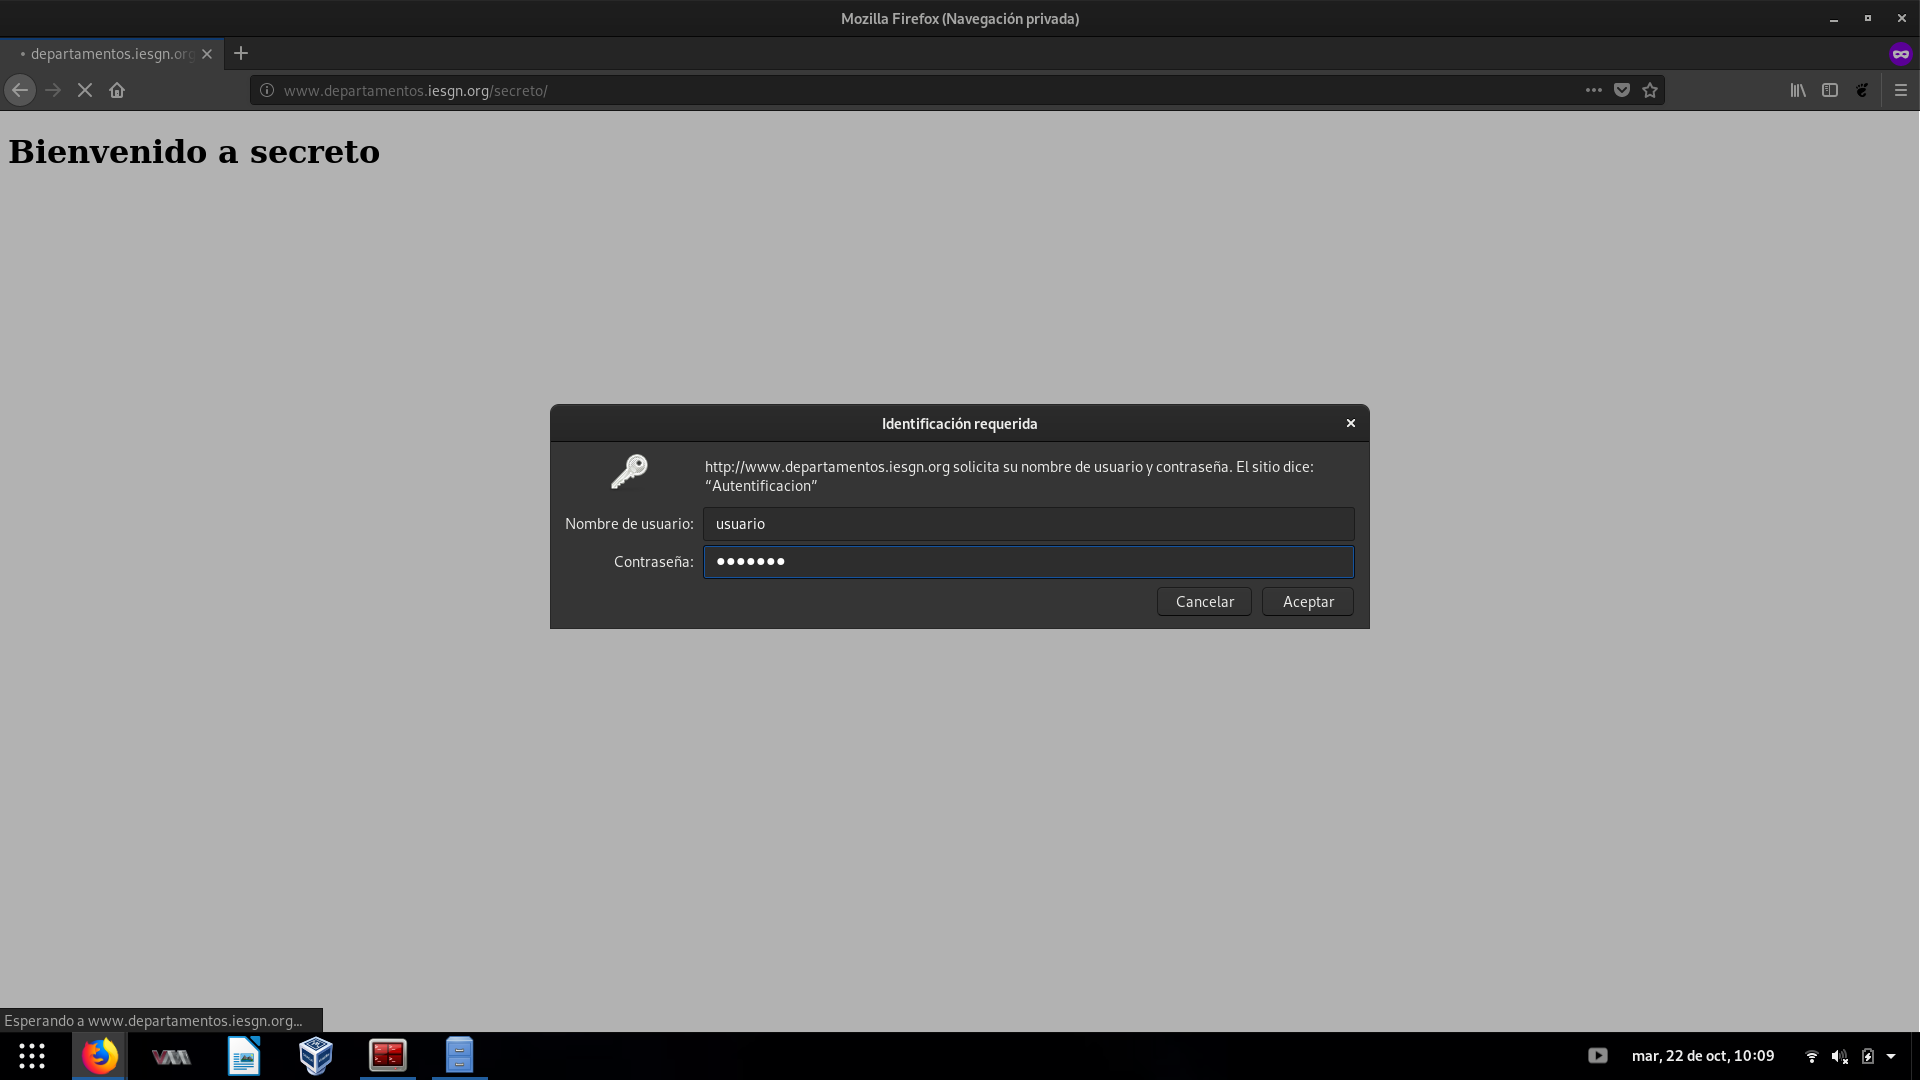 Mozilla Firefox (Navegación privada)
departamentos.iesgn.org
www.departamentos.iesgn.org/secreto/
Bienvenido a secreto
Identificación requerida
http://www.departamentos.iesgn.org solicita su nombre de usuario y contraseña. El sitio dice:
“Autentificacion”
Nombre de usuario: usuario
Contraseña: •••••••
Cancelar Aceptar
Esperando a www.departamentos.iesgn.org...
mar, 22 de oct, 10:09